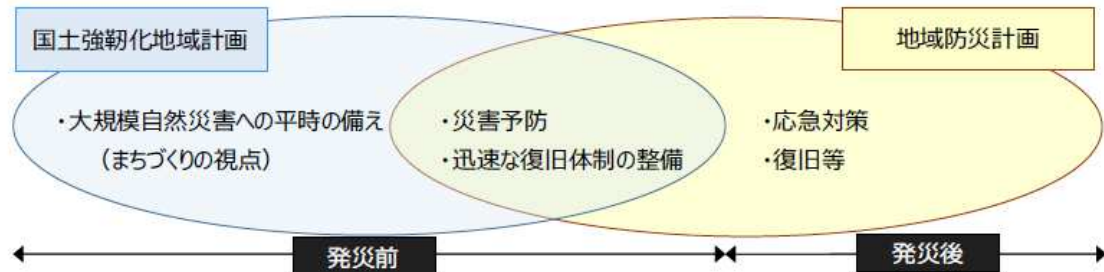 国土強靭化地域計画
地域防災計画
・大規模自然災害への平時の備え
（まちづくりの視点）
・災害予防
・迅速な復旧体制の整備
・応急対策
・復旧等
発災前
発災後